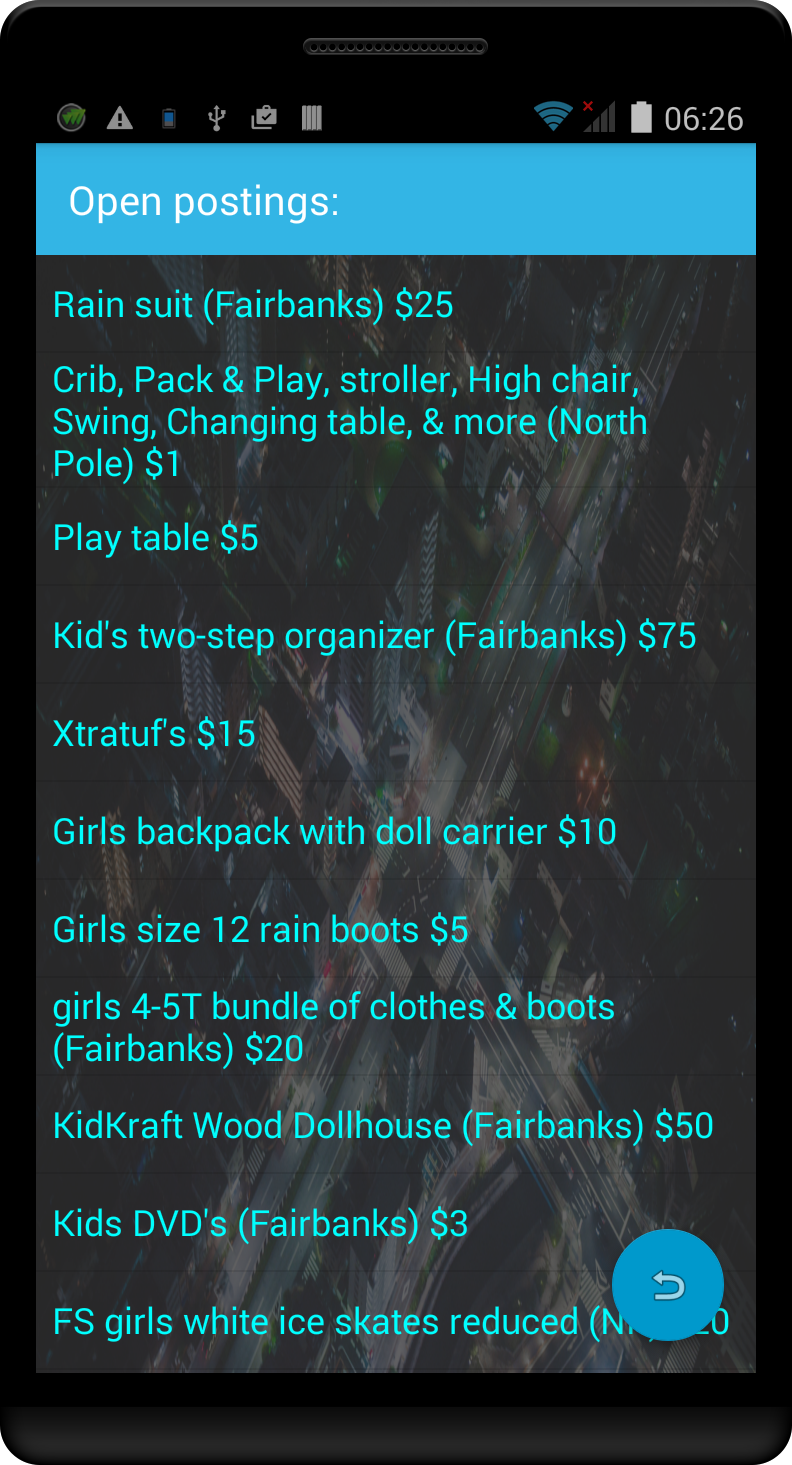 06:26
Open postings:
Rain suit (Fairbanks) $25
Crib, Pack & Play, stroller, High chair,
Swing, Changing table, & more (North
Pole) $1
Play table $5
Kid's two-step organizer (Fairbanks) $75
Xtratuf's $15
Girls backpack with doll carrier $10
Girls size 12 rain boots $5
girls 4-5T bundle of clothes & boots
(Fairbanks) $20
KidKraft Wood Dollhouse (Fairbanks) $50
Kids DVD's (Fairbanks) $3
FS girls white ice skates reduced